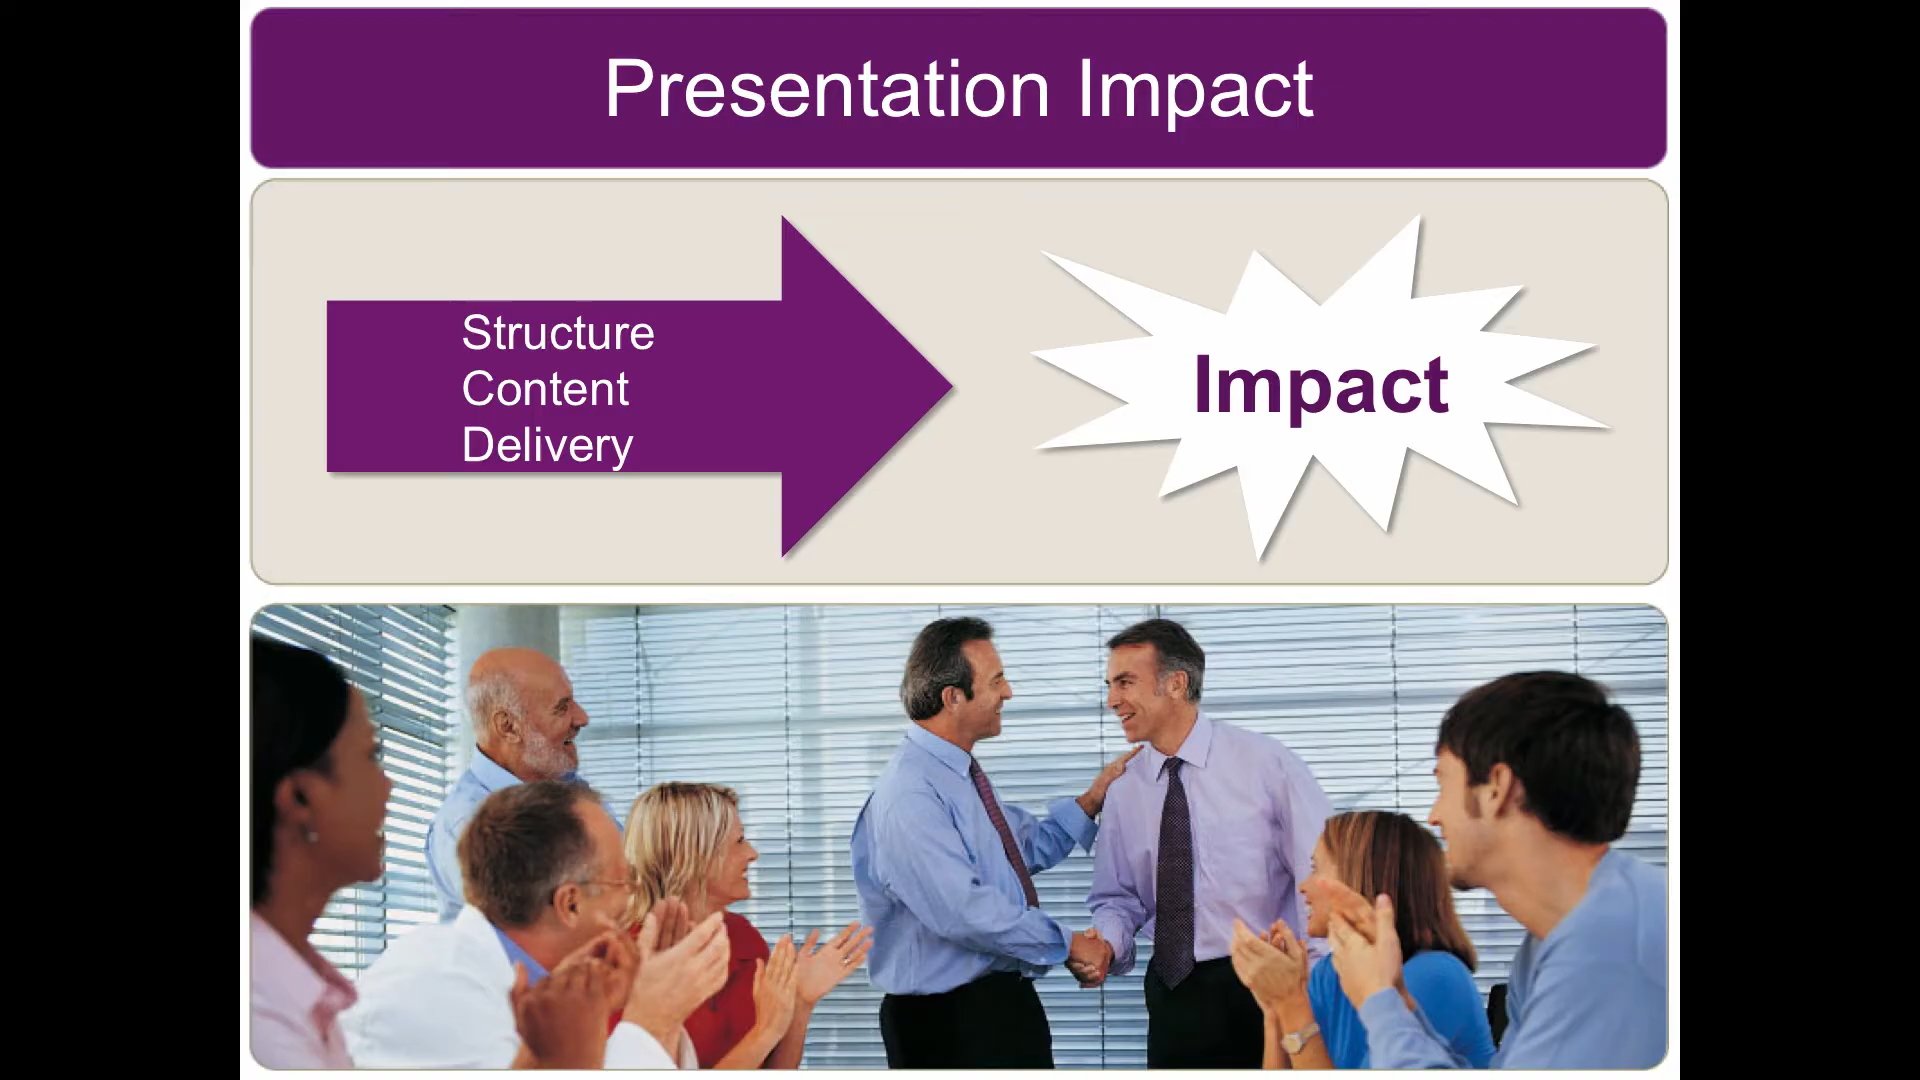 Presentation Impact
Structure
Content
Delivery
Impact